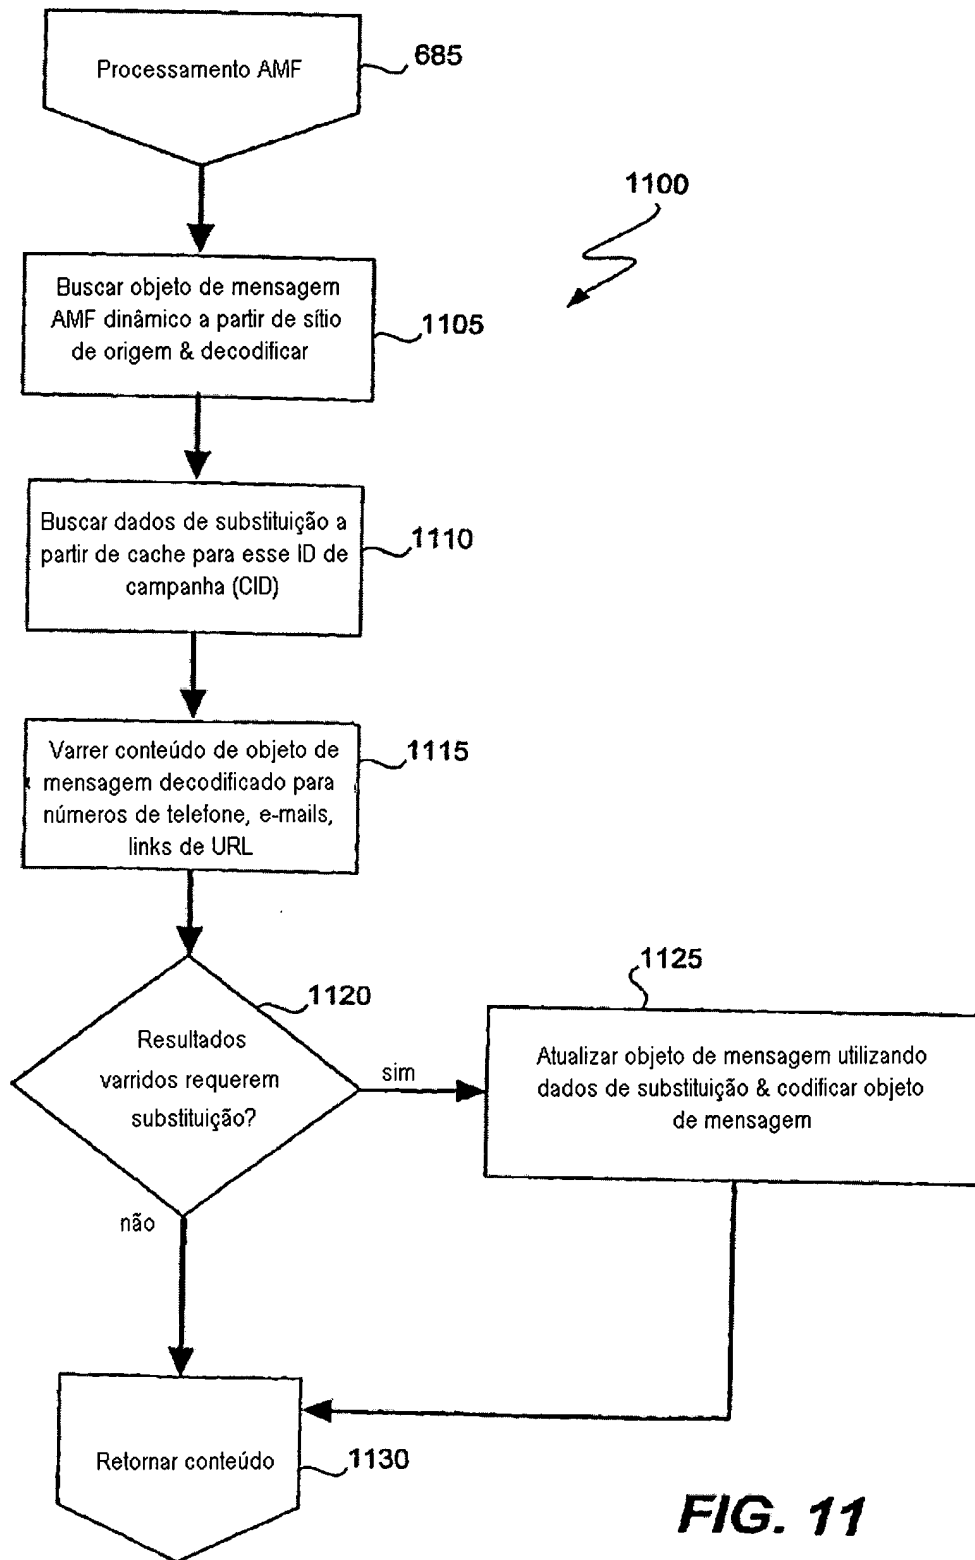 Processamento AMF
685
1100
Buscar objeto de mensagem
AMF dinâmico a partir de sítio
de origem & decodificar
1105
Buscar dados de substituição a
partir de cache para esse ID de
campanha (CID)
1110
Varrer conteúdo de objeto de
mensagem decodificado para
números de telefone, e-mails,
links de URL
1115
Resultados
varridos requerem
substituição?
1120
sim
não
1125
Atualizar objeto de mensagem utilizando
dados de substituição & codificar objeto
de mensagem
Retornar conteúdo
1130
FIG. 11